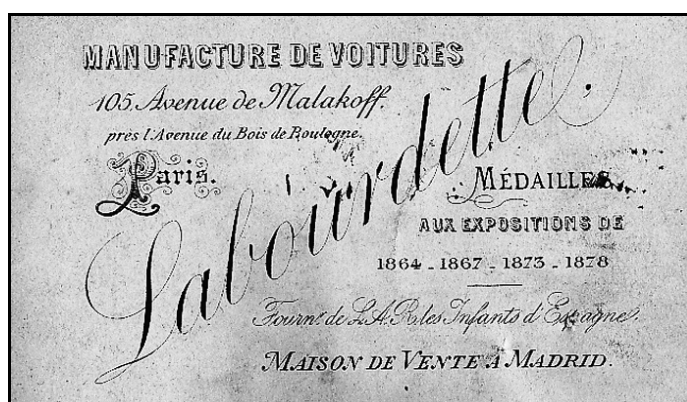 MANUFACTURE DE VOITURES
105 Avenue de Malakoff.
près l'Avenue du Bois de Boulogne.
Paris.
Labourdette,
MÉDAILLES
AUX EXPOSITIONS DE
1864 - 1867 - 1873 - 1878
Fournr. de L.A.R. les Infants d'Espagne.
MAISON DE VENTE À MADRID.